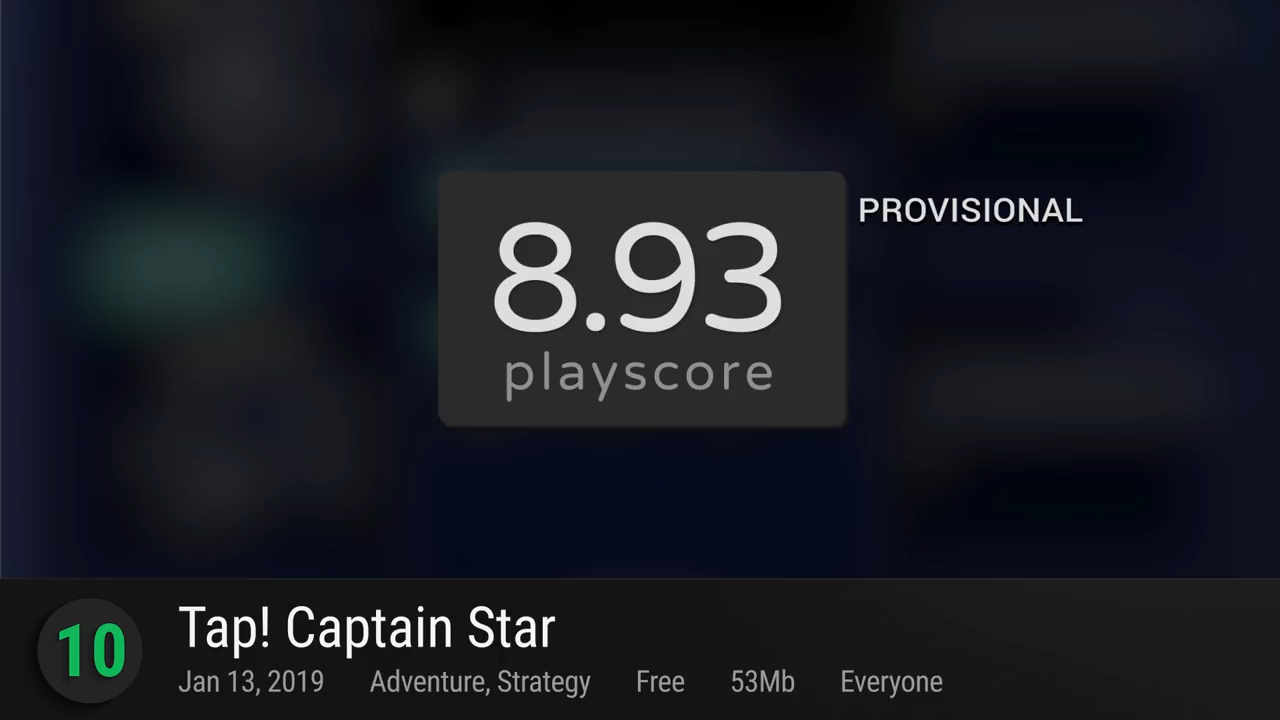 8.93
playscore
PROVISIONAL
10
Tap! Captain Star
Jan 13, 2019 Adventure, Strategy Free 53Mb Everyone